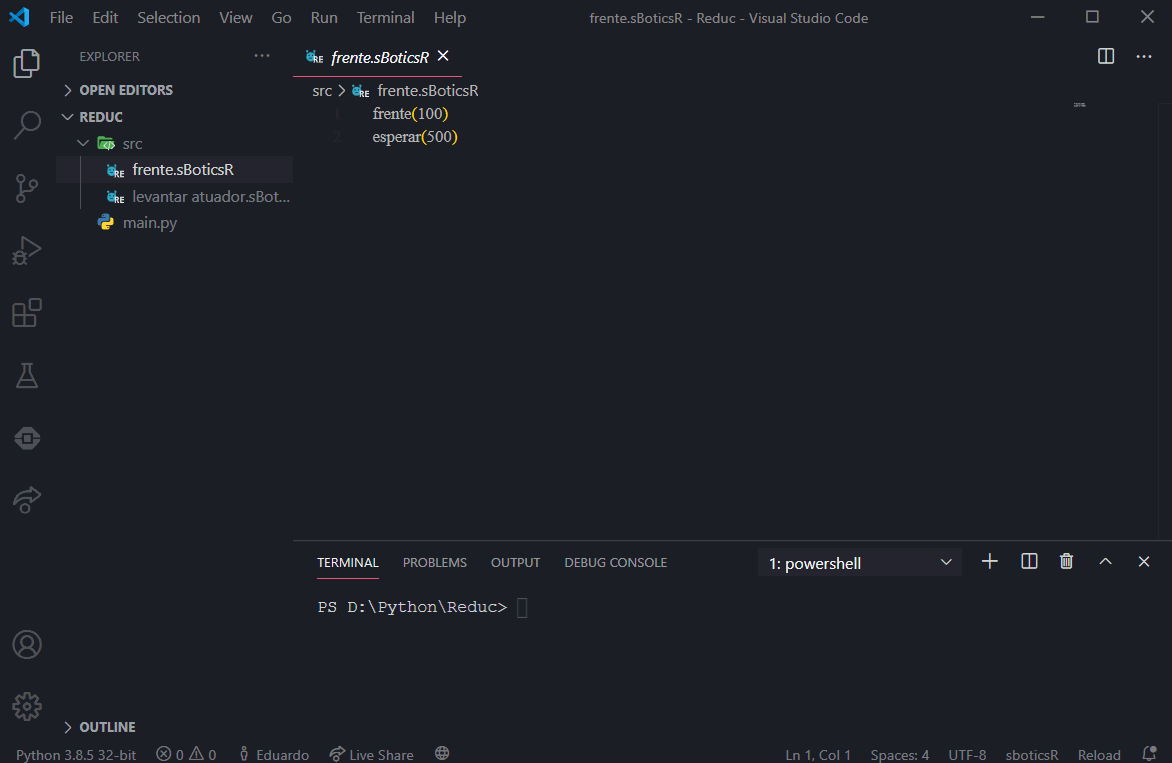 File Edit Selection View Go Run Terminal Help frente.sBoticsR - Reduc - Visual Studio Code
EXPLORER
frente.sBoticsR
OPEN EDITORS
REDUC
src
RE frente.sBoticsR
RE levantar atuador.sBot...
main.py
OUTLINE
src > RE frente.sBoticsR
1 frente(100)
2 esperar(500)
TERMINAL PROBLEMS OUTPUT DEBUG CONSOLE 1: powershell
PS D:\Python\Reduc>
Python 3.8.5 32-bit 0 0 Eduardo Live Share Ln 1, Col 1 Spaces: 4 UTF-8 sboticsR Reload